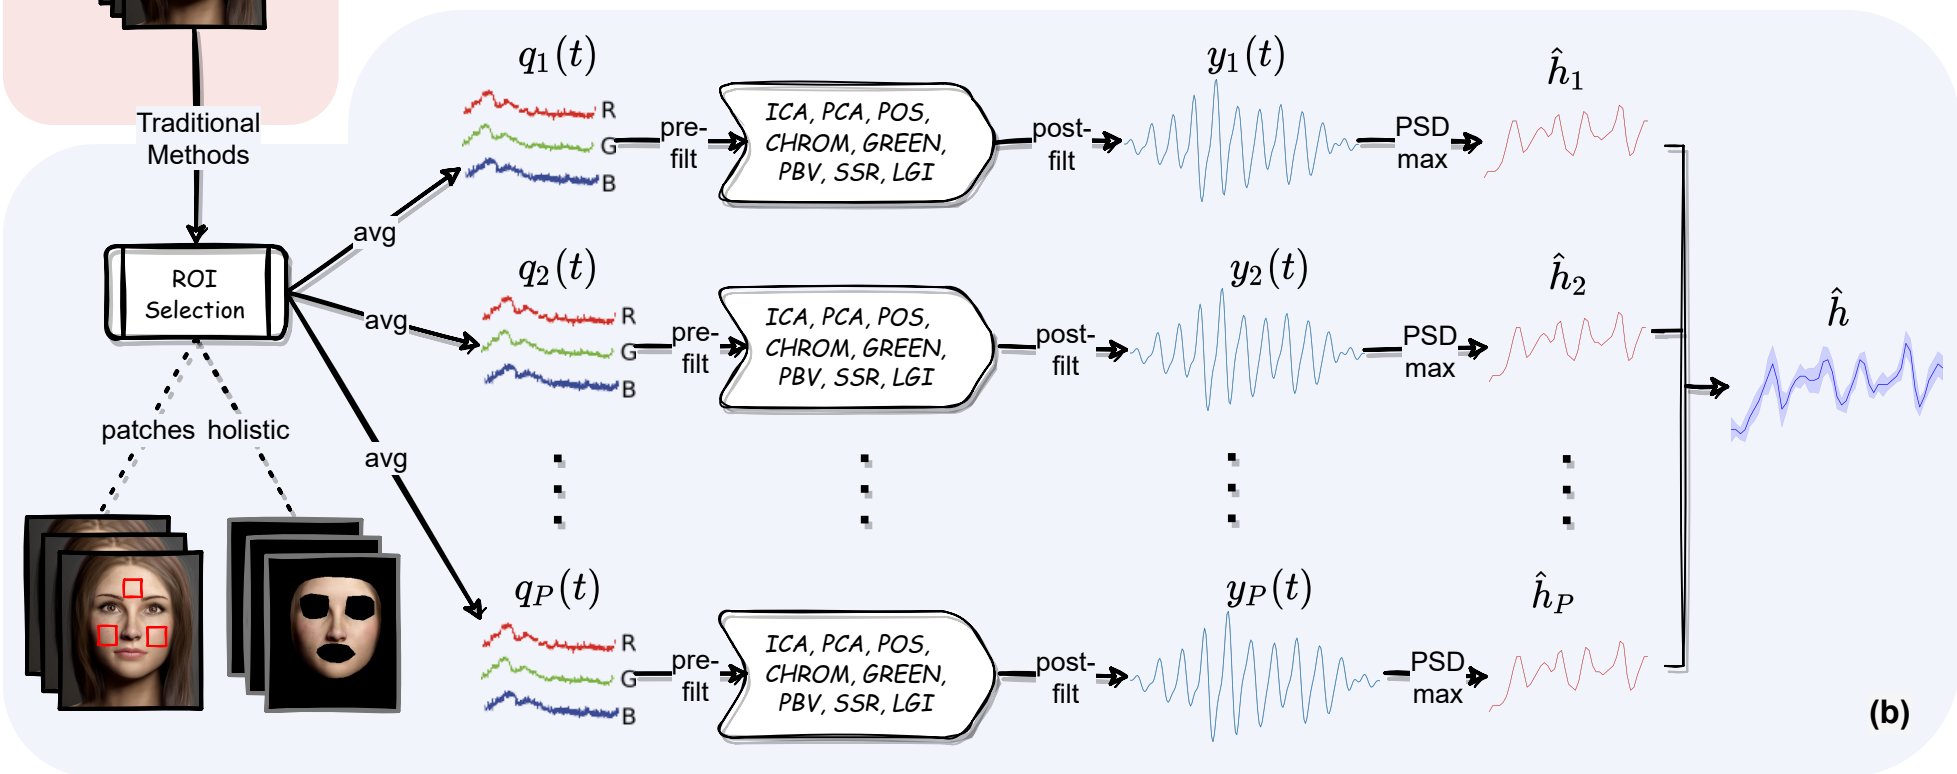 Traditional
Methods
ROI
Selection
patches holistic
avg
avg
avg
q₁(t)
R
G
B
pre-
filt
ICA, PCA, POS,
CHROM, GREEN,
PBV, SSR, LGI
post-
filt
y₁(t)
PSD
max
ĥ₁
q₂(t)
R
G
B
pre-
filt
ICA, PCA, POS,
CHROM, GREEN,
PBV, SSR, LGI
post-
filt
y₂(t)
PSD
max
ĥ₂
q_P(t)
R
G
B
pre-
filt
ICA, PCA, POS,
CHROM, GREEN,
PBV, SSR, LGI
post-
filt
y_P(t)
PSD
max
ĥ_P
ĥ
(b)